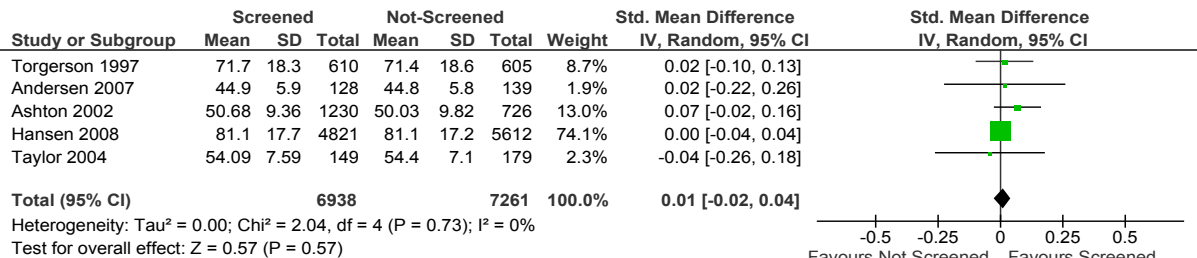 Screened Not-Screened Std. Mean Difference Std. Mean Difference
Study or Subgroup Mean SD Total Mean SD Total Weight IV, Random, 95% CI IV, Random, 95% CI
Torgerson 1997 71.7 18.3 610 71.4 18.6 605 8.7% 0.02 [-0.10, 0.13]
Andersen 2007 44.9 5.9 128 44.8 5.8 139 1.9% 0.02 [-0.22, 0.26]
Ashton 2002 50.68 9.36 1230 50.03 9.82 726 13.0% 0.07 [-0.02, 0.16]
Hansen 2008 81.1 17.7 4821 81.1 17.2 5612 74.1% 0.00 [-0.04, 0.04]
Taylor 2004 54.09 7.59 149 54.4 7.1 179 2.3% -0.04 [-0.26, 0.18]
Total (95% CI) 6938 7261 100.0% 0.01 [-0.02, 0.04]
Heterogeneity: Tau² = 0.00; Chi² = 2.04, df = 4 (P = 0.73); I² = 0%
Test for overall effect: Z = 0.57 (P = 0.57)
-0.5 -0.25 0 0.25 0.5
Favours Not Screened Favours Screened